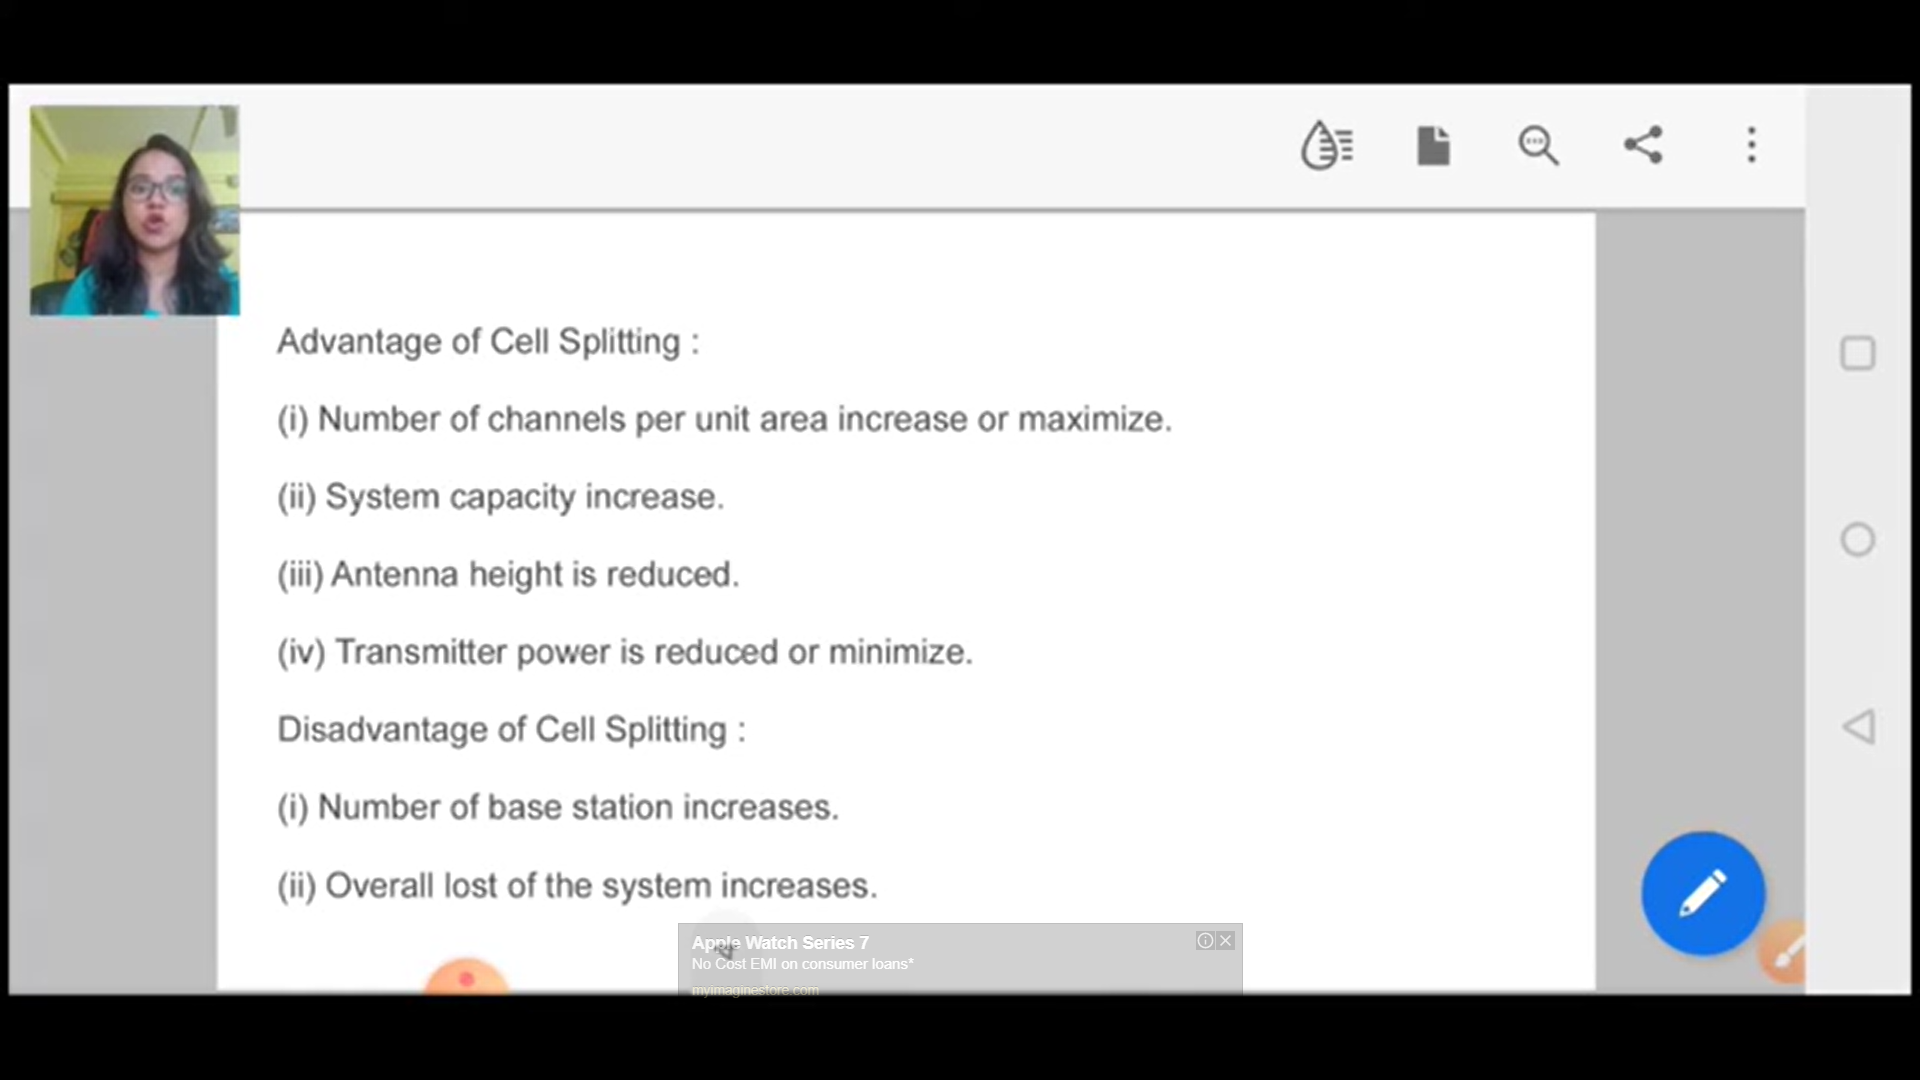 Advantage of Cell Splitting :
(i) Number of channels per unit area increase or maximize.
(ii) System capacity increase.
(iii) Antenna height is reduced.
(iv) Transmitter power is reduced or minimize.
Disadvantage of Cell Splitting :
(i) Number of base station increases.
(ii) Overall lost of the system increases.
Apple Watch Series 7
No Cost EMI on consumer loans*
myimaginestore.com